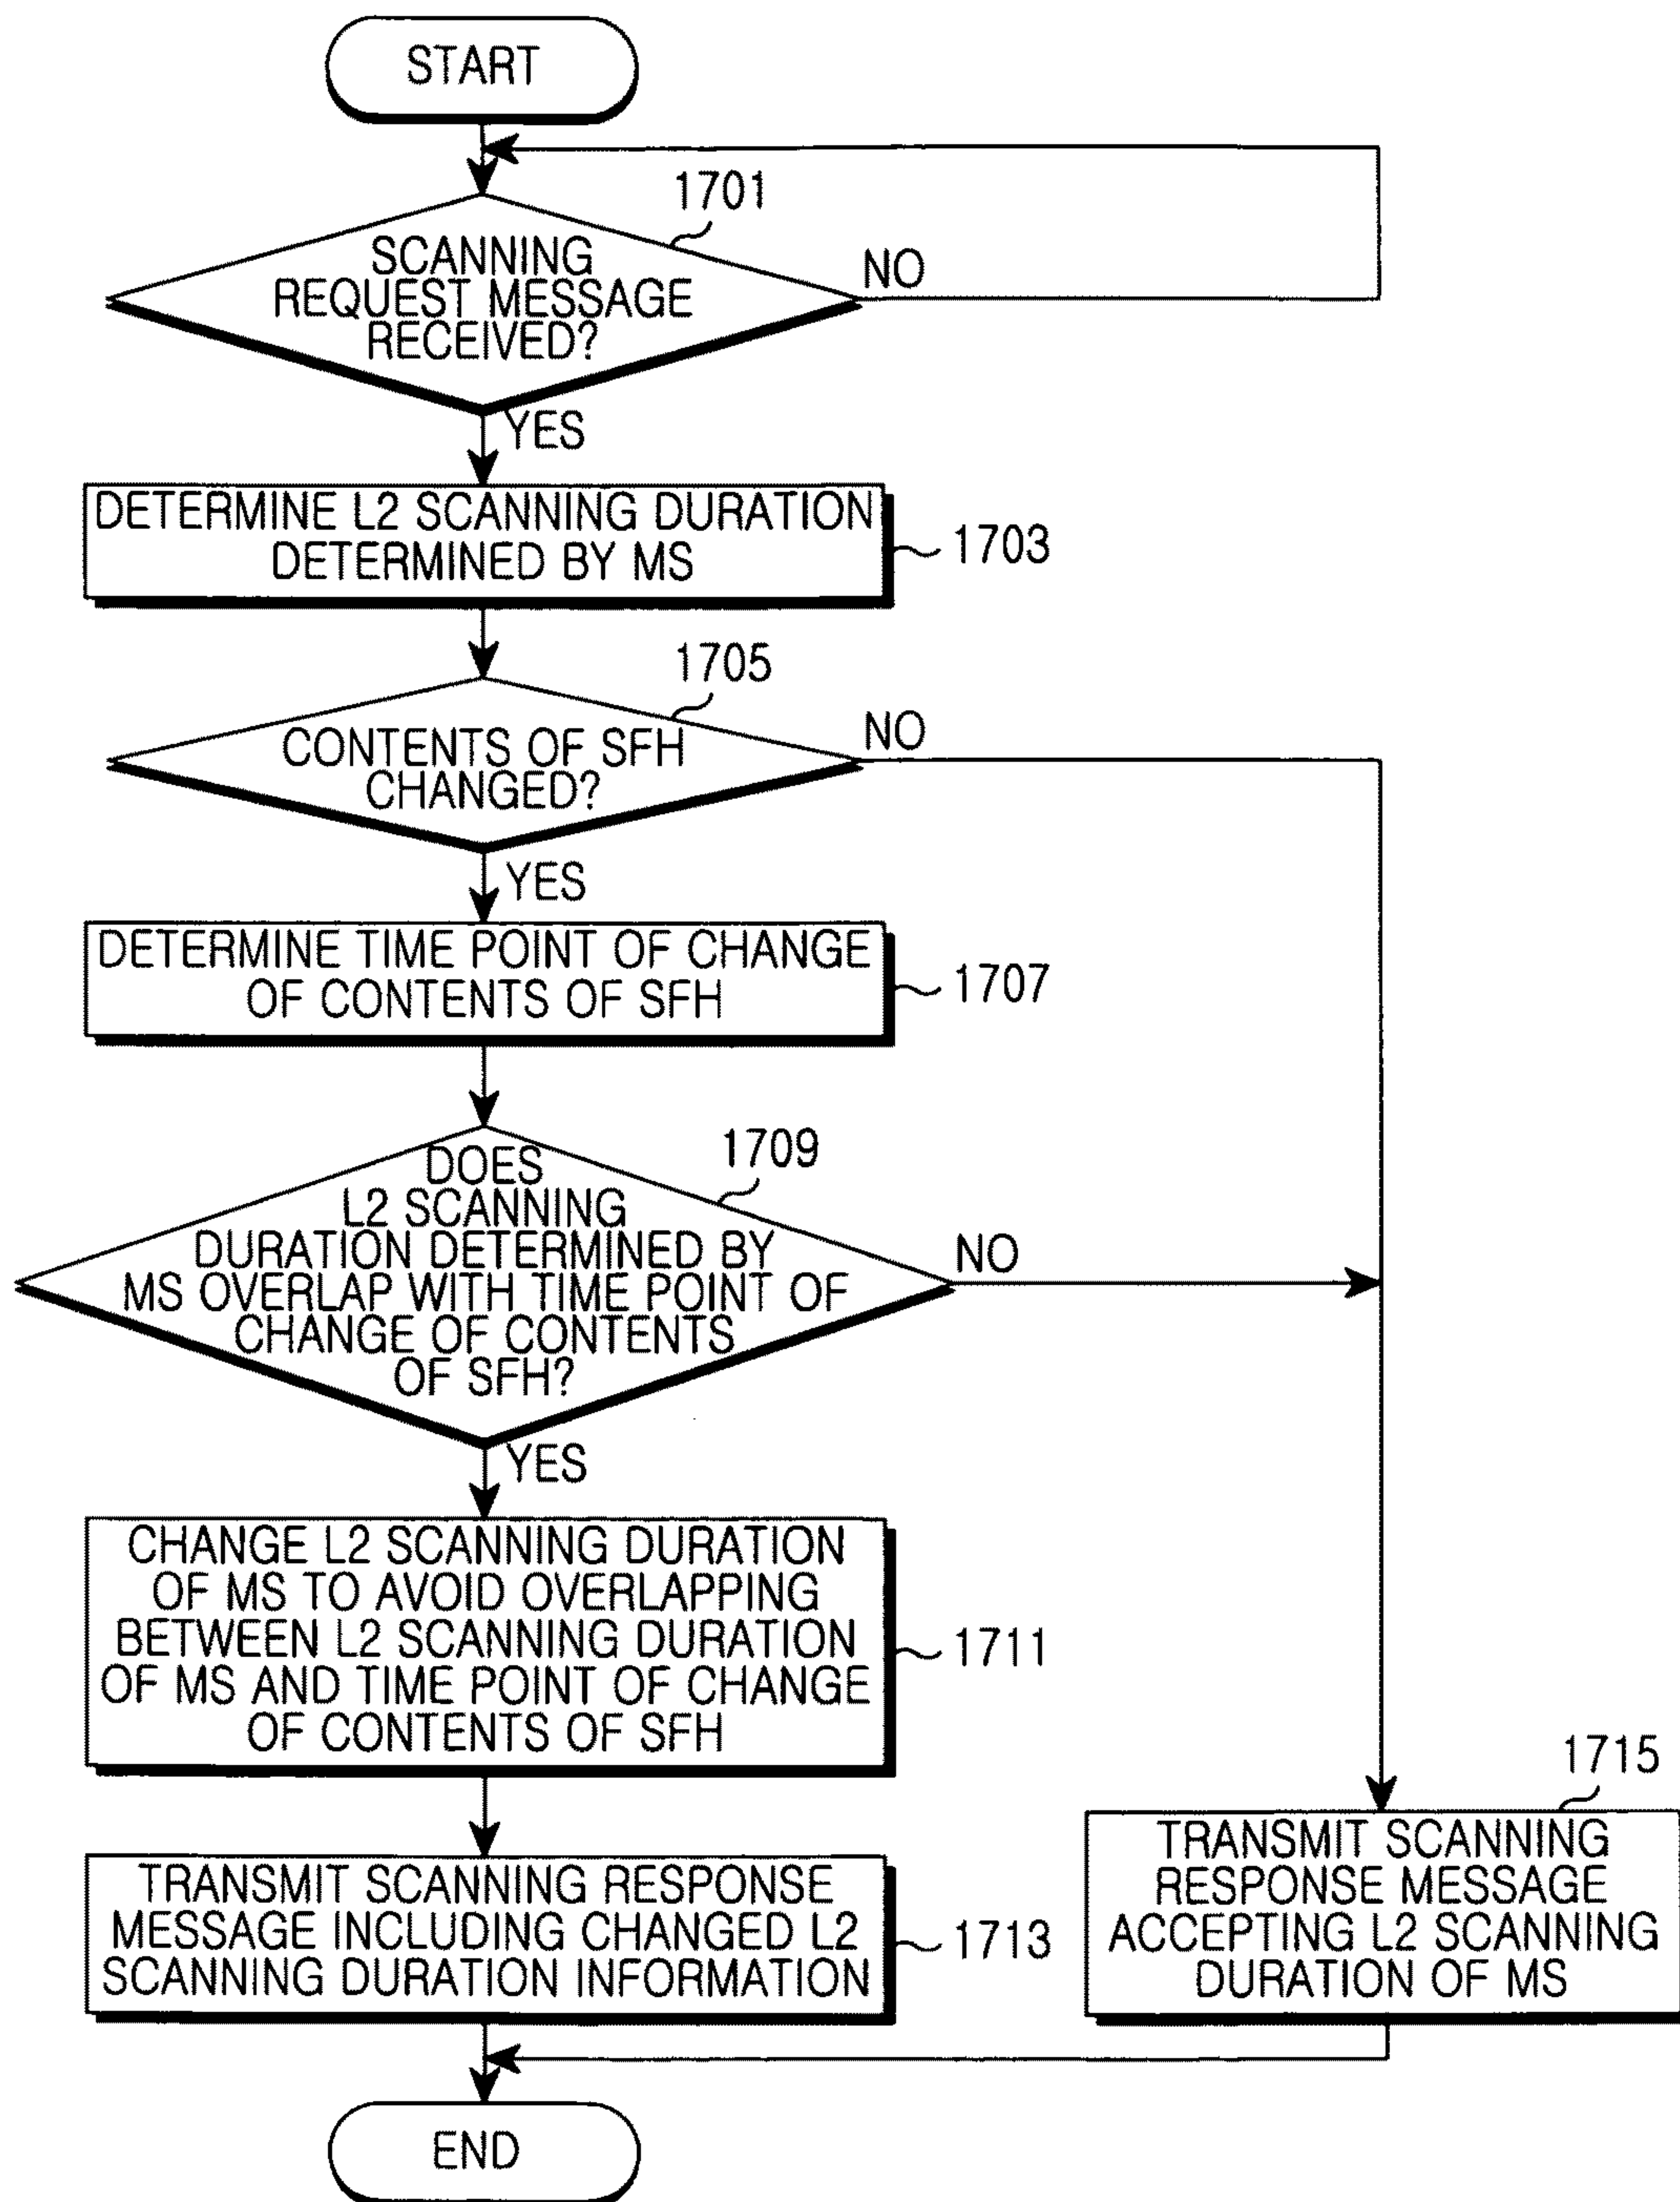 START
1701
SCANNING
REQUEST MESSAGE
RECEIVED?
NO
YES
DETERMINE L2 SCANNING DURATION
DETERMINED BY MS
1703
1705
CONTENTS OF SFH
CHANGED?
NO
YES
DETERMINE TIME POINT OF CHANGE
OF CONTENTS OF SFH
1707
1709
DOES
L2 SCANNING
DURATION DETERMINED BY
MS OVERLAP WITH TIME POINT OF
CHANGE OF CONTENTS
OF SFH?
NO
YES
CHANGE L2 SCANNING DURATION
OF MS TO AVOID OVERLAPPING
BETWEEN L2 SCANNING DURATION
OF MS AND TIME POINT OF CHANGE
OF CONTENTS OF SFH
1711
TRANSMIT SCANNING RESPONSE
MESSAGE INCLUDING CHANGED L2
SCANNING DURATION INFORMATION
1713
1715
TRANSMIT SCANNING
RESPONSE MESSAGE
ACCEPTING L2 SCANNING
DURATION OF MS
END